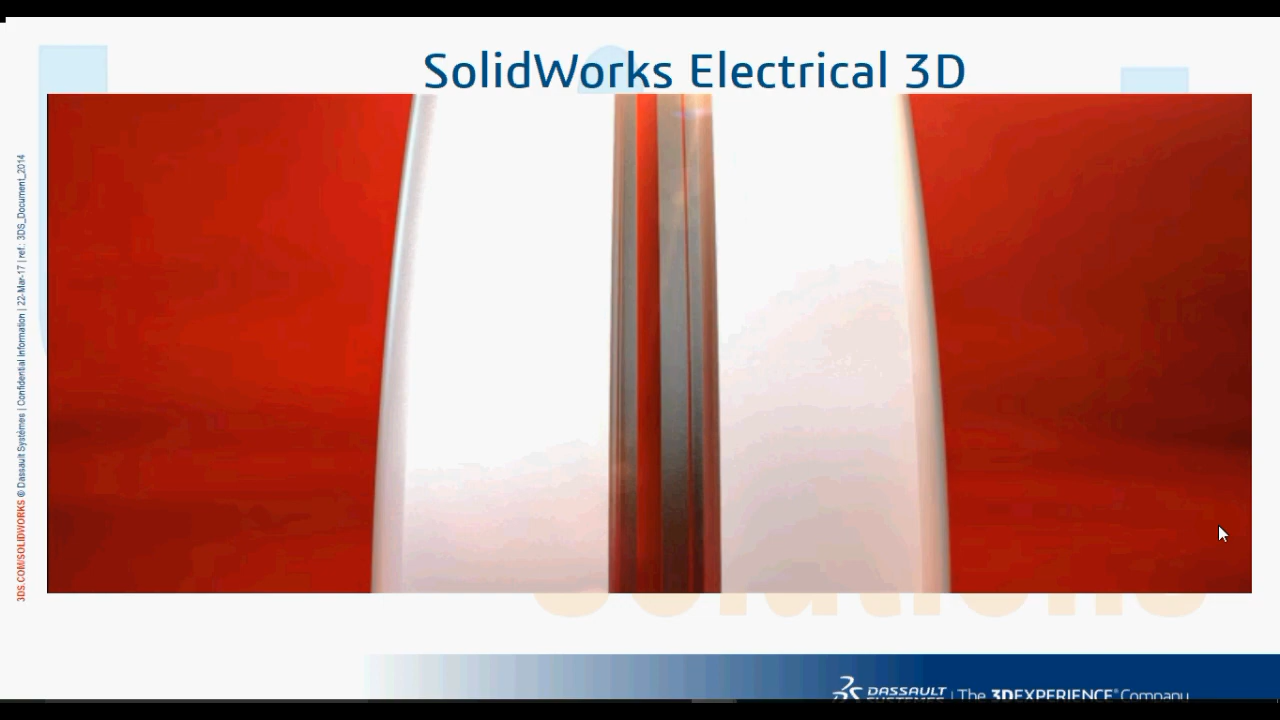 SolidWorks Electrical 3D
3DS.COM/SOLIDWORKS © Dassault Systèmes | Confidential Information | 22-Mar-17 | ref.: 3DS_Document_2014
Solutions
DASSAULT SYSTEMES | The 3DEXPERIENCE® Company